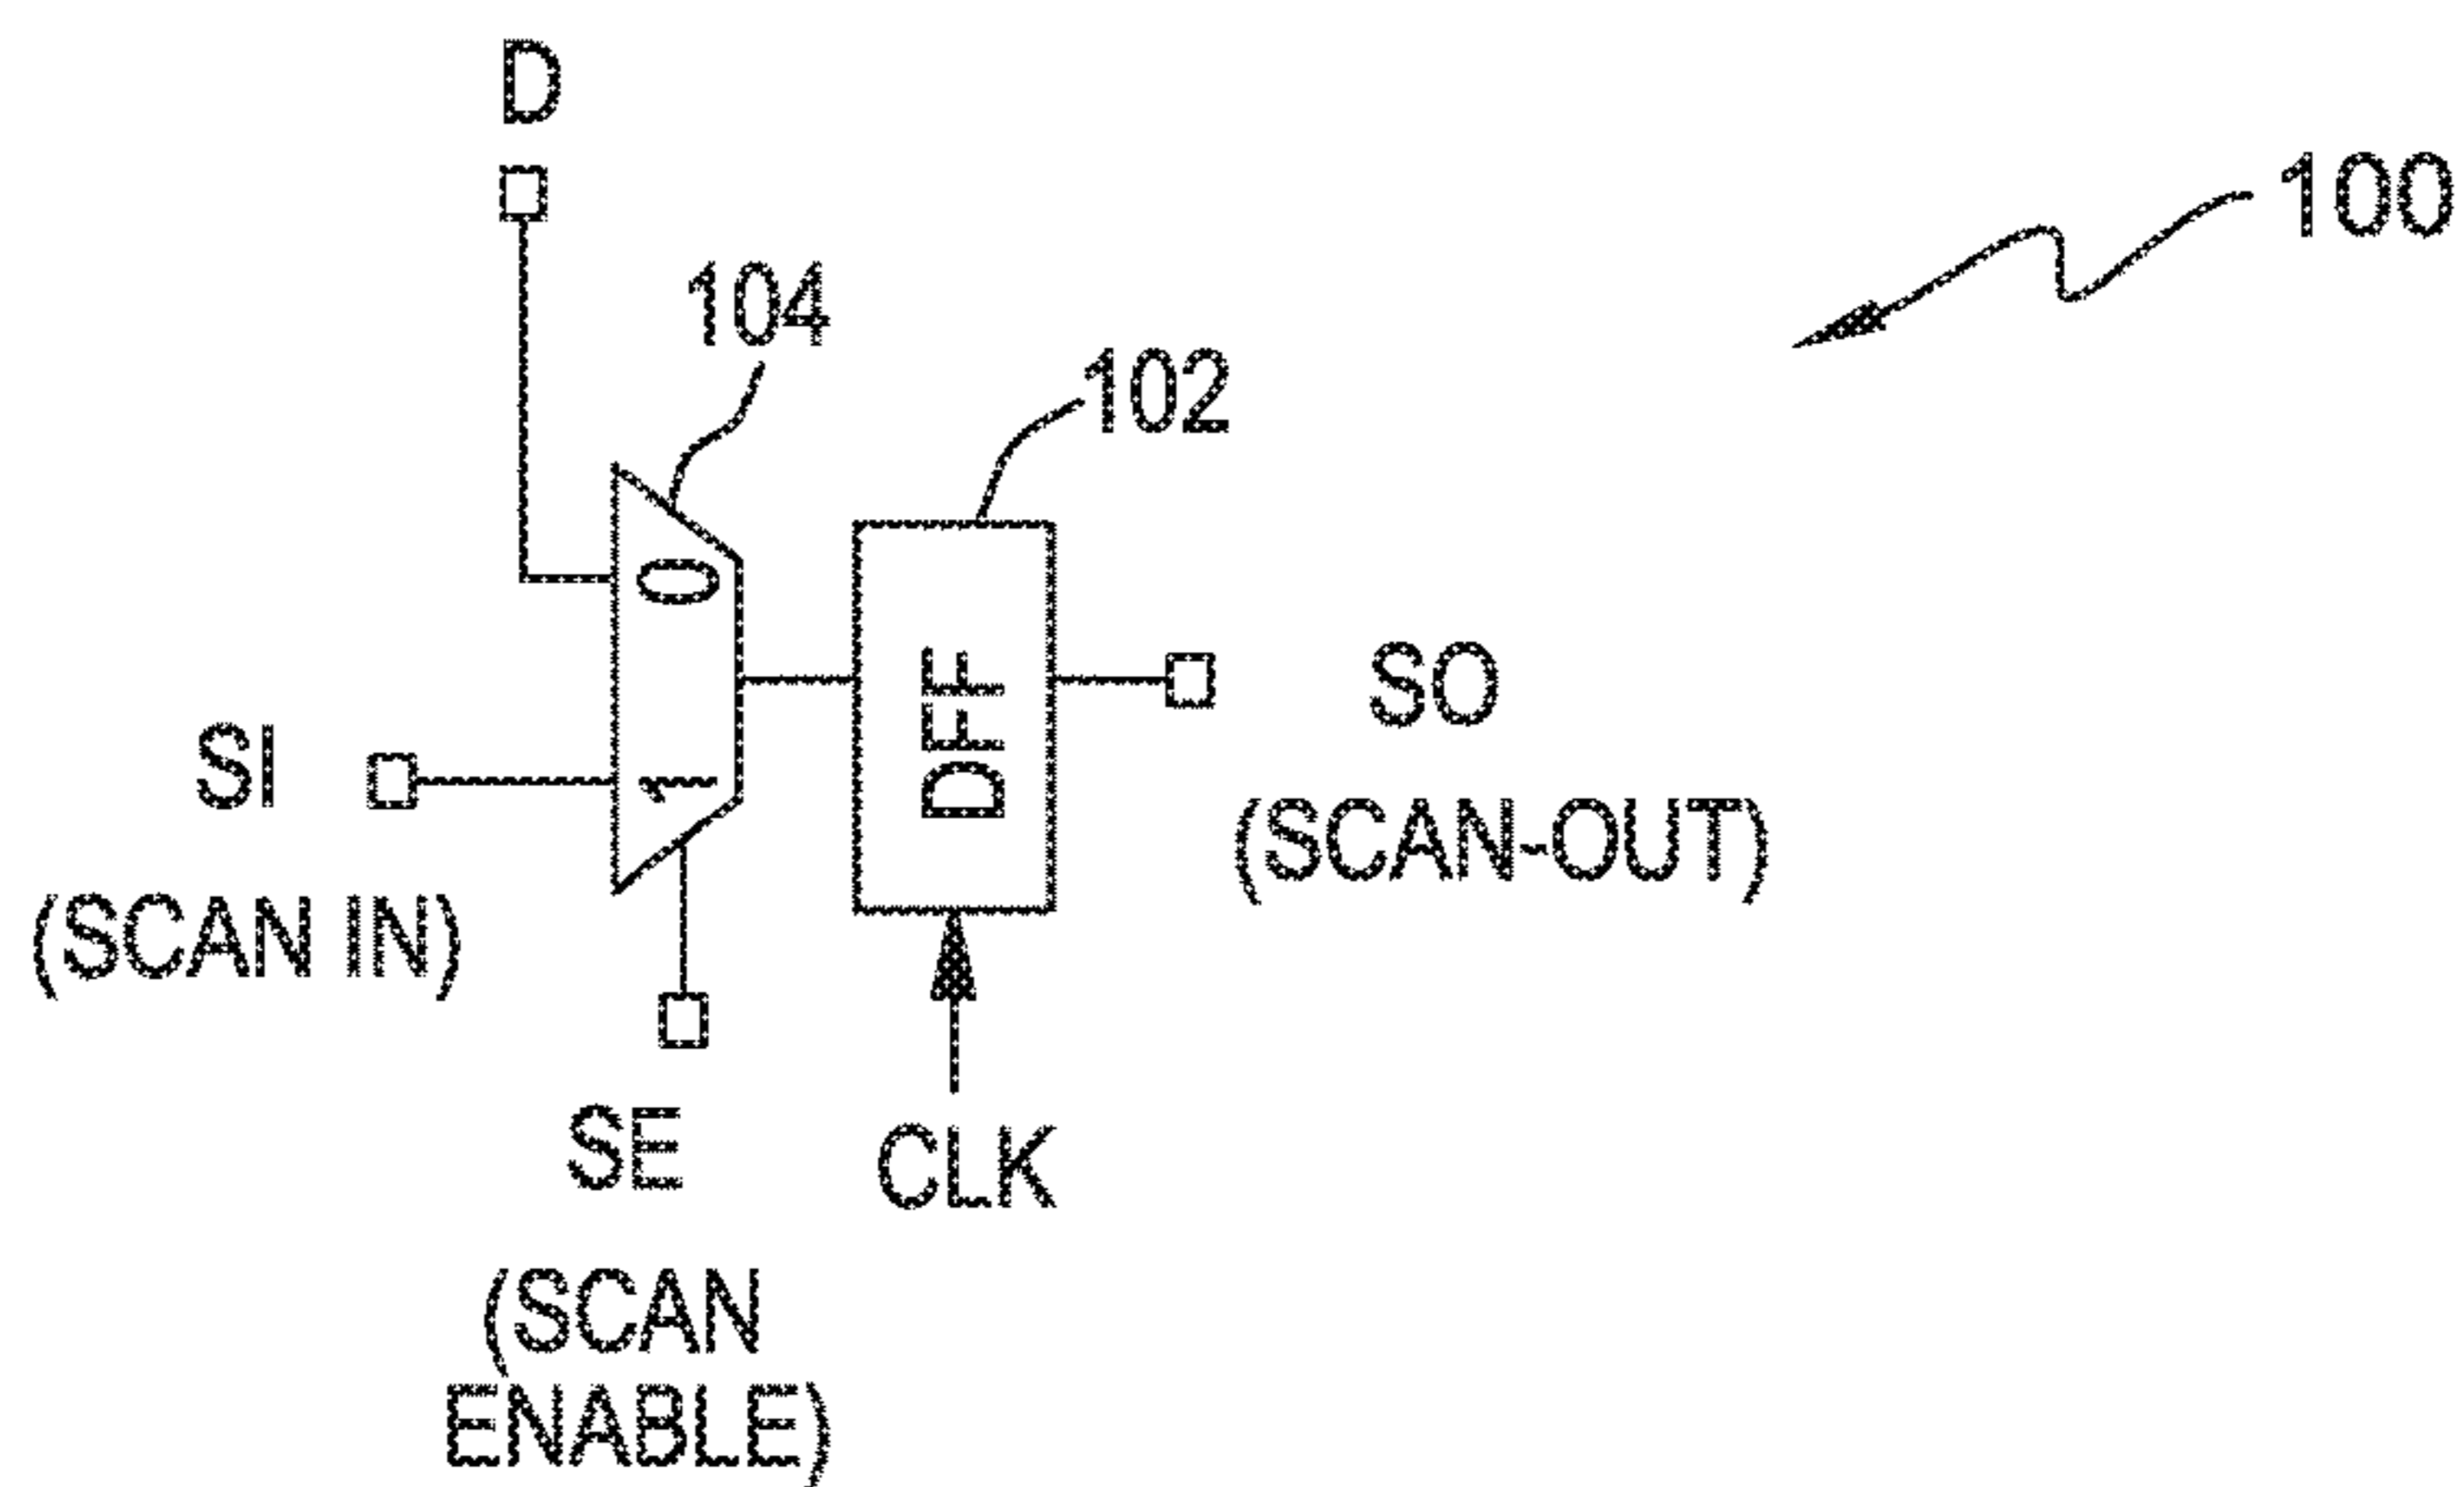 D
100
104
102
0
DFF
SO
SI
1
(SCAN-OUT)
(SCAN IN)
SE
CLK
(SCAN
ENABLE)